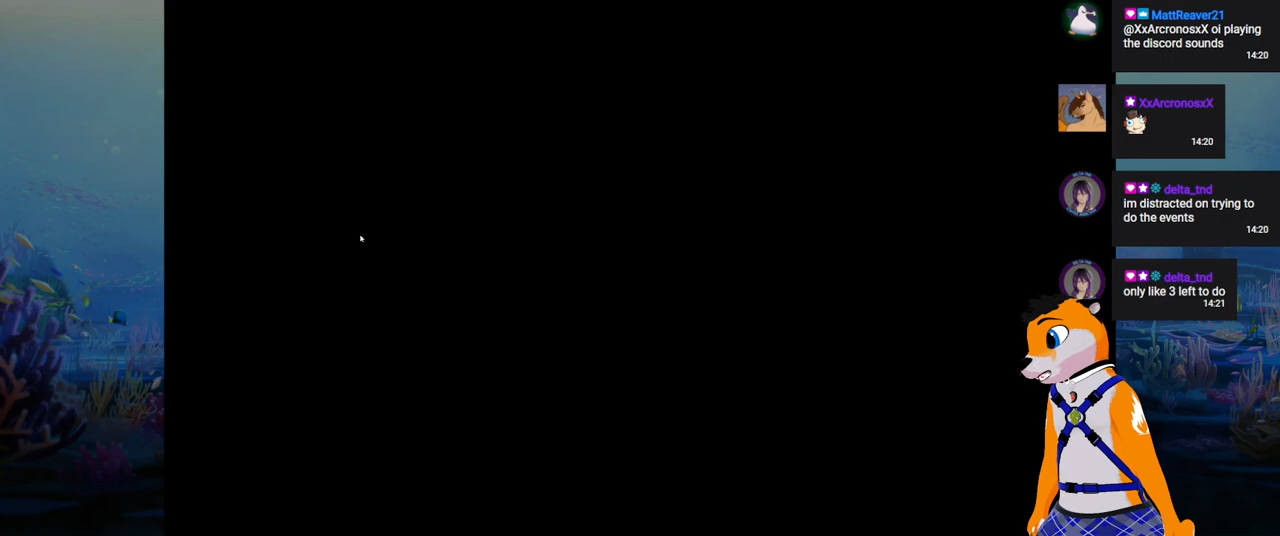 MattReaver21
@XxArcronosxX oi playing
the discord sounds
14:20
XxArcronosxX
14:20
delta_tnd
im distracted on trying to
do the events
14:20
delta_tnd
only like 3 left to do
14:21